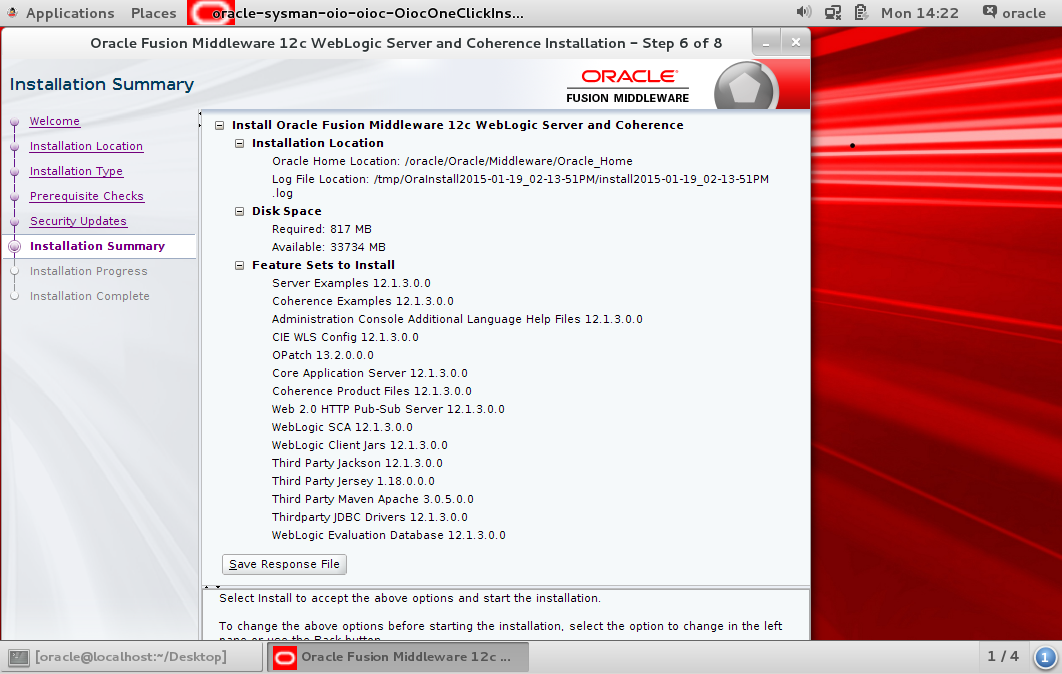 Applications Places oracle-sysman-oio-oioc-OiocOneClickIns... Mon 14:22 oracle
Oracle Fusion Middleware 12c WebLogic Server and Coherence Installation - Step 6 of 8
Installation Summary
ORACLE
FUSION MIDDLEWARE
Welcome
Installation Location
Installation Type
Prerequisite Checks
Security Updates
Installation Summary
Installation Progress
Installation Complete
Install Oracle Fusion Middleware 12c WebLogic Server and Coherence
Installation Location
Oracle Home Location: /oracle/Oracle/Middleware/Oracle_Home
Log File Location: /tmp/OraInstall2015-01-19_02-13-51PM/install2015-01-19_02-13-51PM
.log
Disk Space
Required: 817 MB
Available: 33734 MB
Feature Sets to Install
Server Examples 12.1.3.0.0
Coherence Examples 12.1.3.0.0
Administration Console Additional Language Help Files 12.1.3.0.0
CIE WLS Config 12.1.3.0.0
OPatch 13.2.0.0.0
Core Application Server 12.1.3.0.0
Coherence Product Files 12.1.3.0.0
Web 2.0 HTTP Pub-Sub Server 12.1.3.0.0
WebLogic SCA 12.1.3.0.0
WebLogic Client Jars 12.1.3.0.0
Third Party Jackson 12.1.3.0.0
Third Party Jersey 1.18.0.0.0
Third Party Maven Apache 3.0.5.0.0
Thirdparty JDBC Drivers 12.1.3.0.0
WebLogic Evaluation Database 12.1.3.0.0
Save Response File
Select Install to accept the above options and start the installation.
To change the above options before starting the installation, select the option to change in the left
pane or use the Back button.
[oracle@localhost:~/Desktop] Oracle Fusion Middleware 12c ... 1 / 4 1